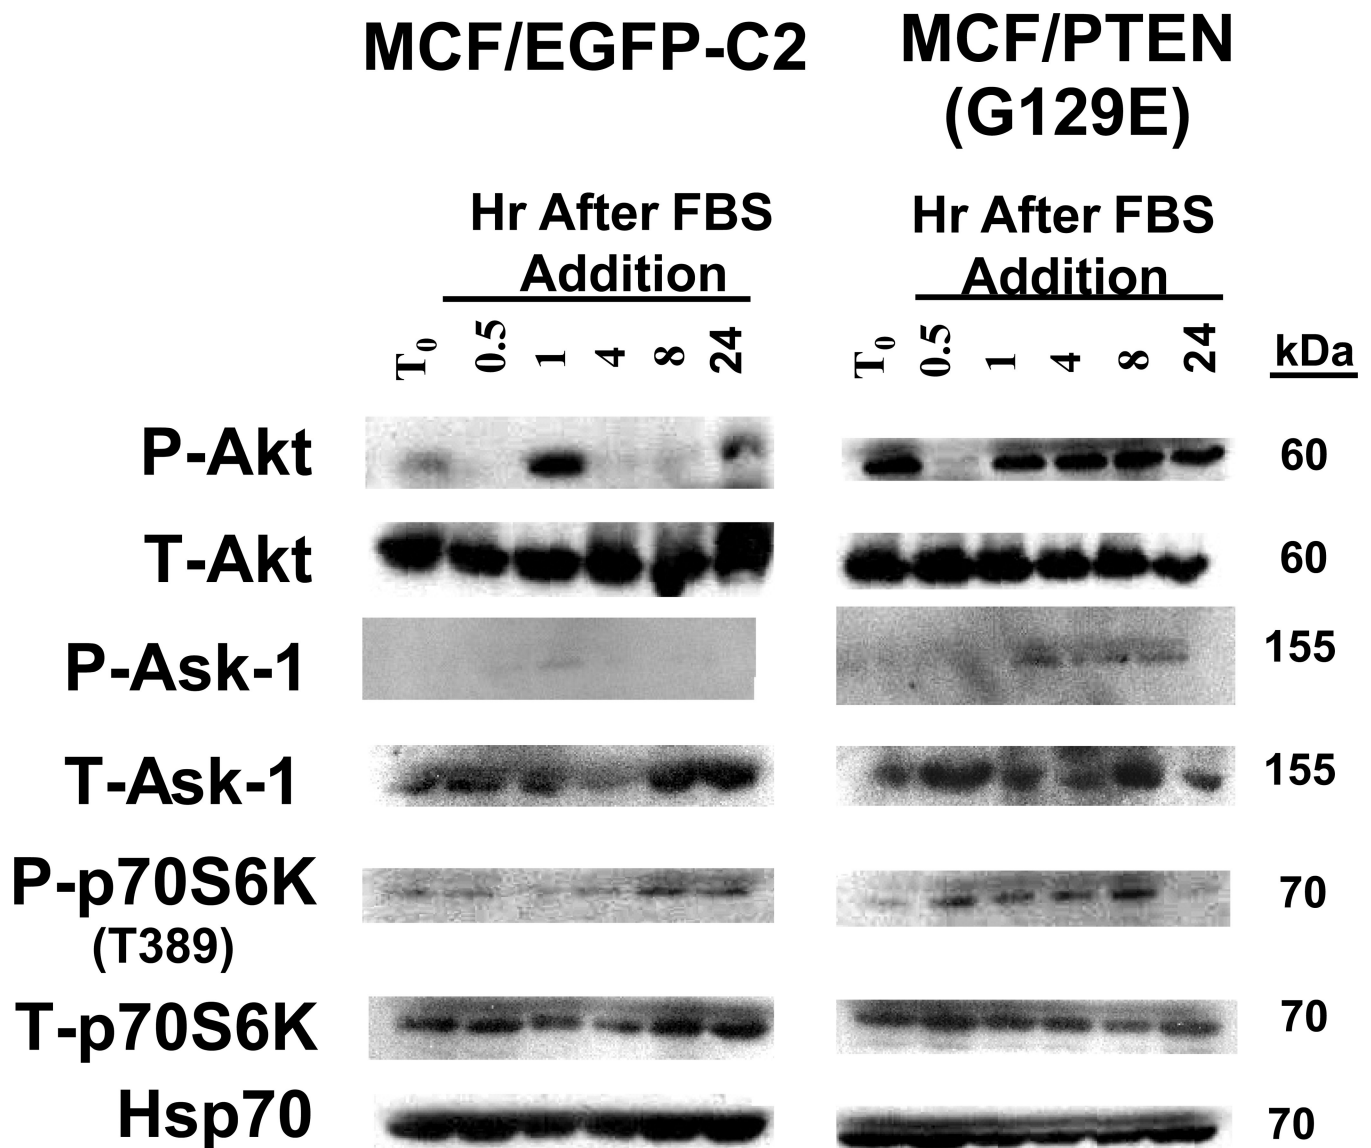 MCF/EGFP-C2
MCF/PTEN
(G129E)
Hr After FBS
Addition
Hr After FBS
Addition
T₀ 0.5 1 4 8 24
T₀ 0.5 1 4 8 24
kDa
P-Akt 60
T-Akt 60
P-Ask-1 155
T-Ask-1 155
P-p70S6K 70
(T389)
T-p70S6K 70
Hsp70 70